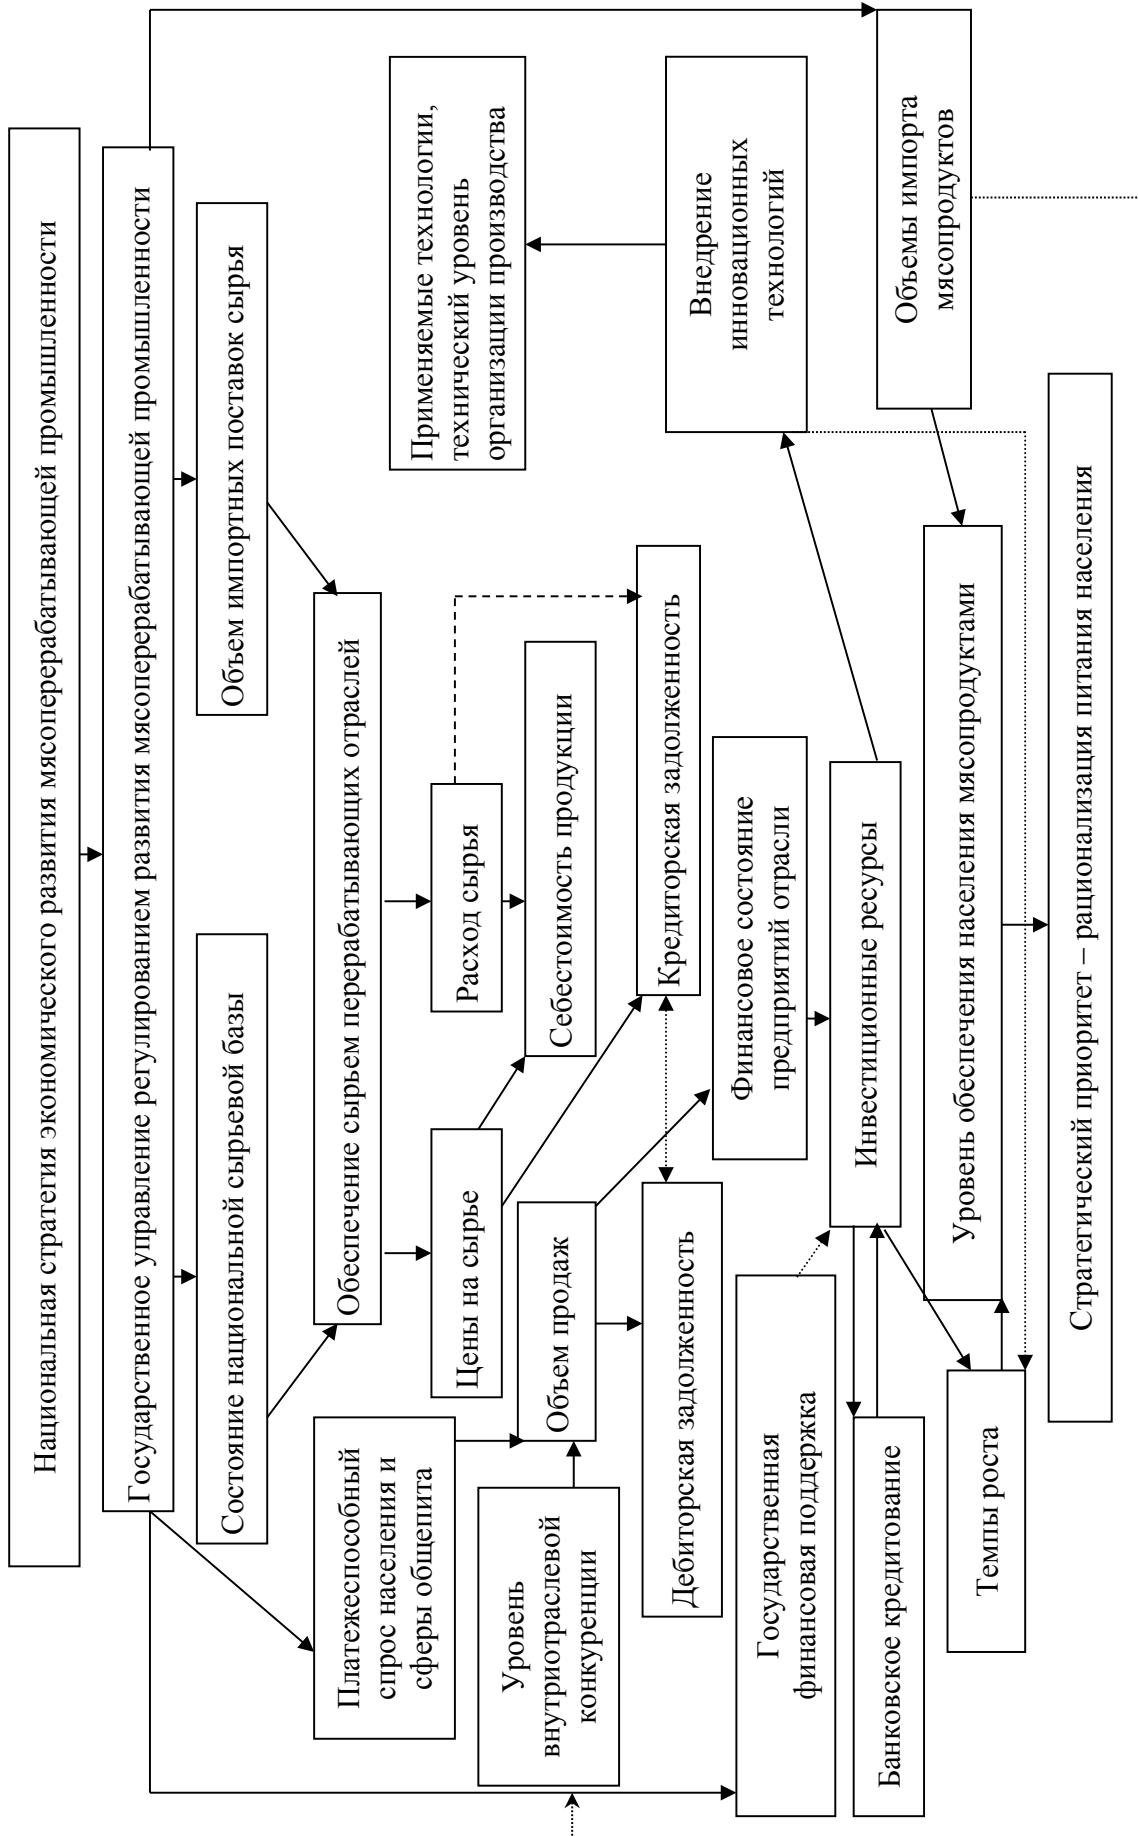 Национальная стратегия экономического развития мясоперерабатывающей промышленности
Государственное управление регулированием развития мясоперерабатывающей промышленности
Состояние национальной сырьевой базы
Объем импортных поставок сырья
Платежеспособный
спрос населения и
сферы общепита
Обеспечение сырьем перерабатывающих отраслей
Применяемые технологии,
технический уровень
организации производства
Цены на сырье
Расход сырья
Уровень
внутриотраслевой
конкуренции
Объем продаж
Себестоимость продукции
Дебиторская задолженность
Кредиторская задолженность
Внедрение
инновационных
технологий
Государственная
финансовая поддержка
Финансовое состояние
предприятий отрасли
Инвестиционные ресурсы
Банковское кредитование
Объемы импорта
мясопродуктов
Темпы роста
Уровень обеспечения населения мясопродуктами
Стратегический приоритет – рационализация питания населения